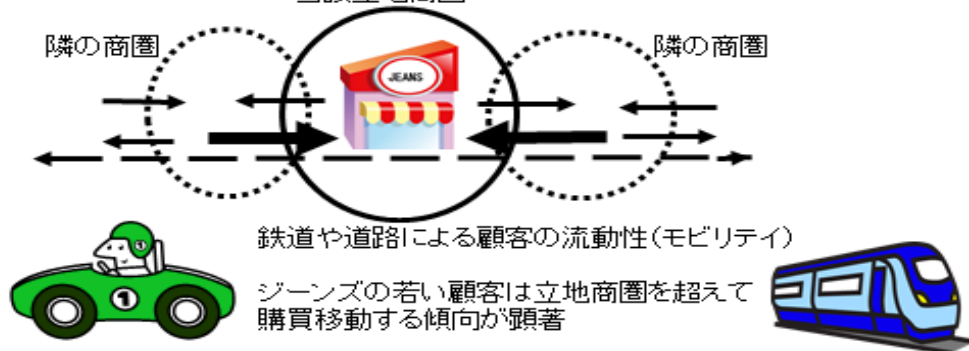 隣の商圏
隣の商圏
JEANS
鉄道や道路による顧客の流動性(モビリティ)
ジーンズの若い顧客は立地商圏を超えて
購買移動する傾向が顕著
1
1